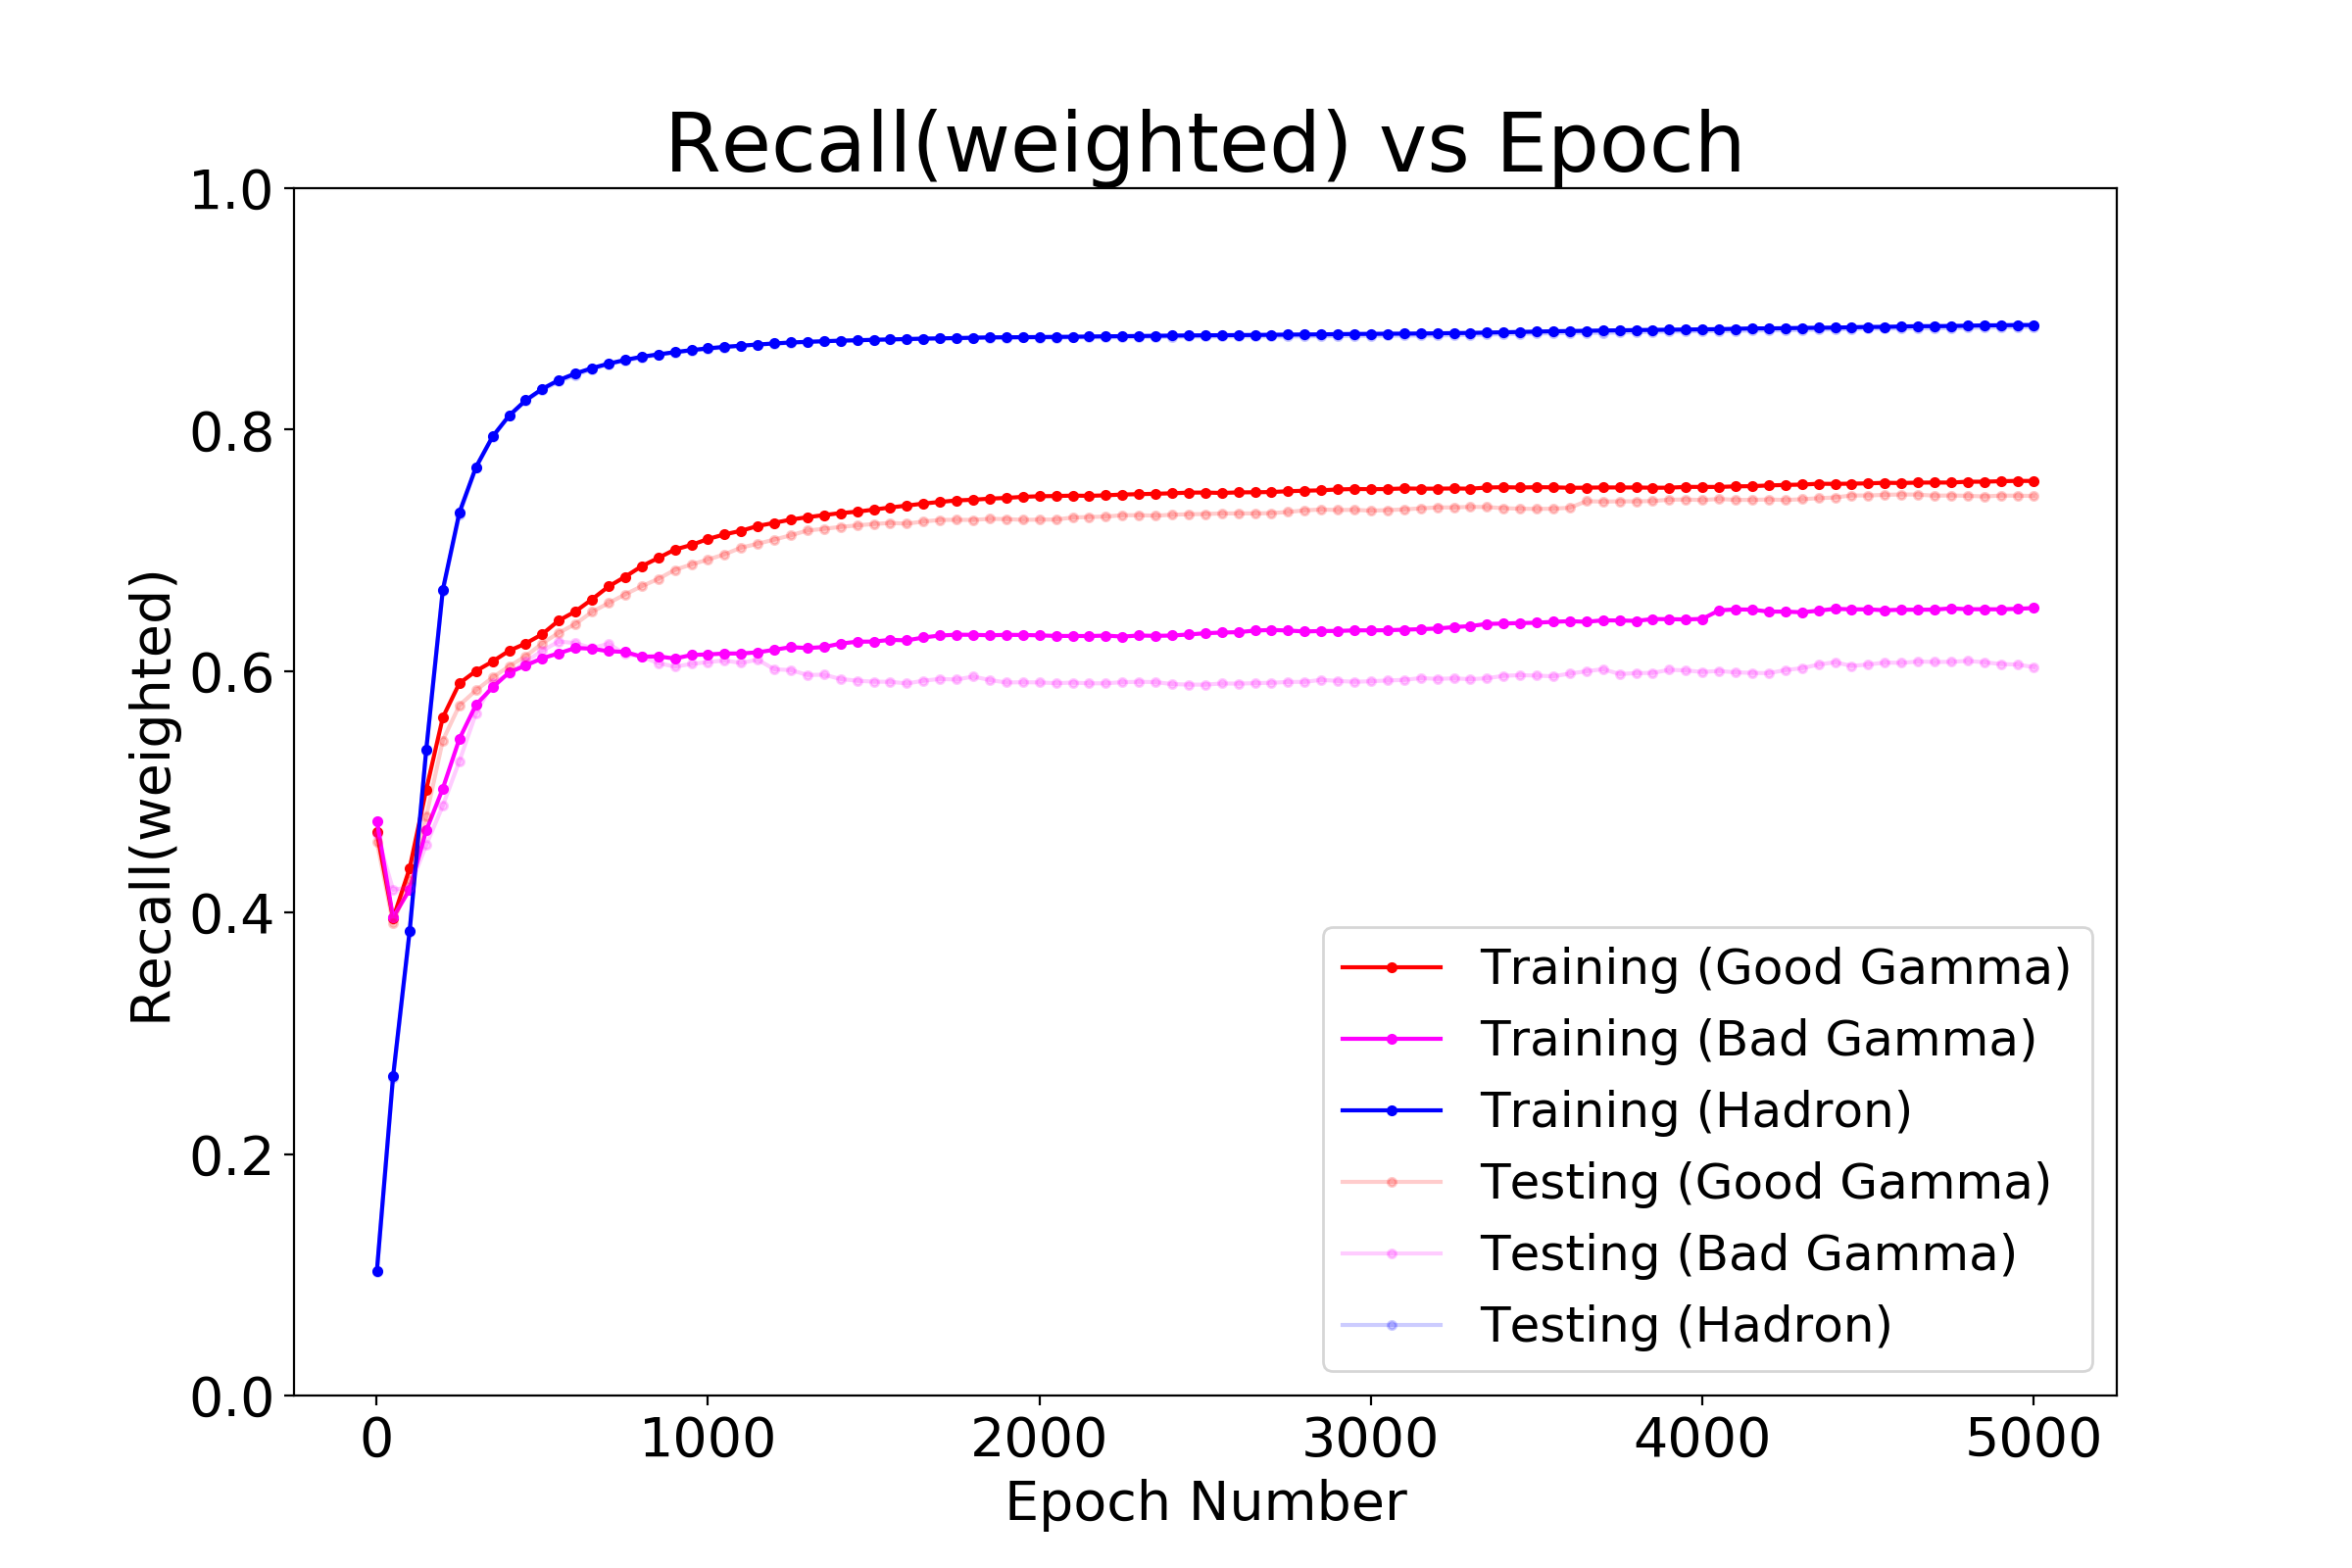 Recall(weighted) vs Epoch
1.0
0.8
0.6
0.4
0.2
0.0
Recall(weighted)
0 1000 2000 3000 4000 5000
Epoch Number
Training (Good Gamma)
Training (Bad Gamma)
Training (Hadron)
Testing (Good Gamma)
Testing (Bad Gamma)
Testing (Hadron)